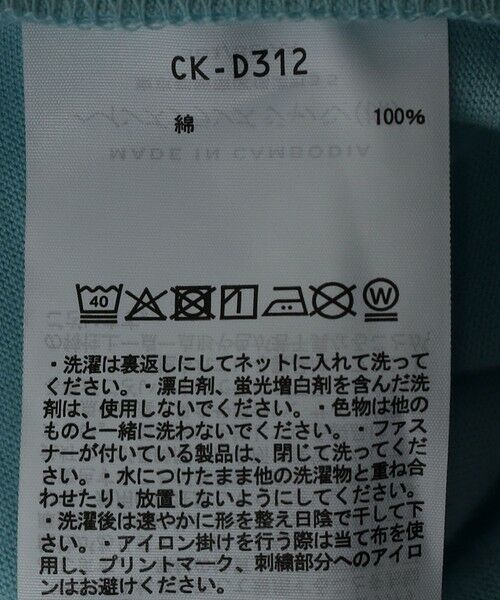 CK-D312
綿 100%
MADE IN CAMBODIA
40 W
・洗濯は裏返しにしてネットに入れて洗って
ください。・漂白剤、蛍光増白剤を含んだ洗
剤は、使用しないでください。・色物は他の
ものと一緒に洗わないでください。・ファス
ナーが付いている製品は、閉じて洗ってくだ
さい。・水につけたまま他の洗濯物と重ね合
わせたり、放置しないようにしてください。
・洗濯後は速やかに形を整え日陰で干して下
さい。・アイロン掛けを行う際は当て布を使
用し、プリントマーク、刺繍部分へのアイロ
ンはお避けください。